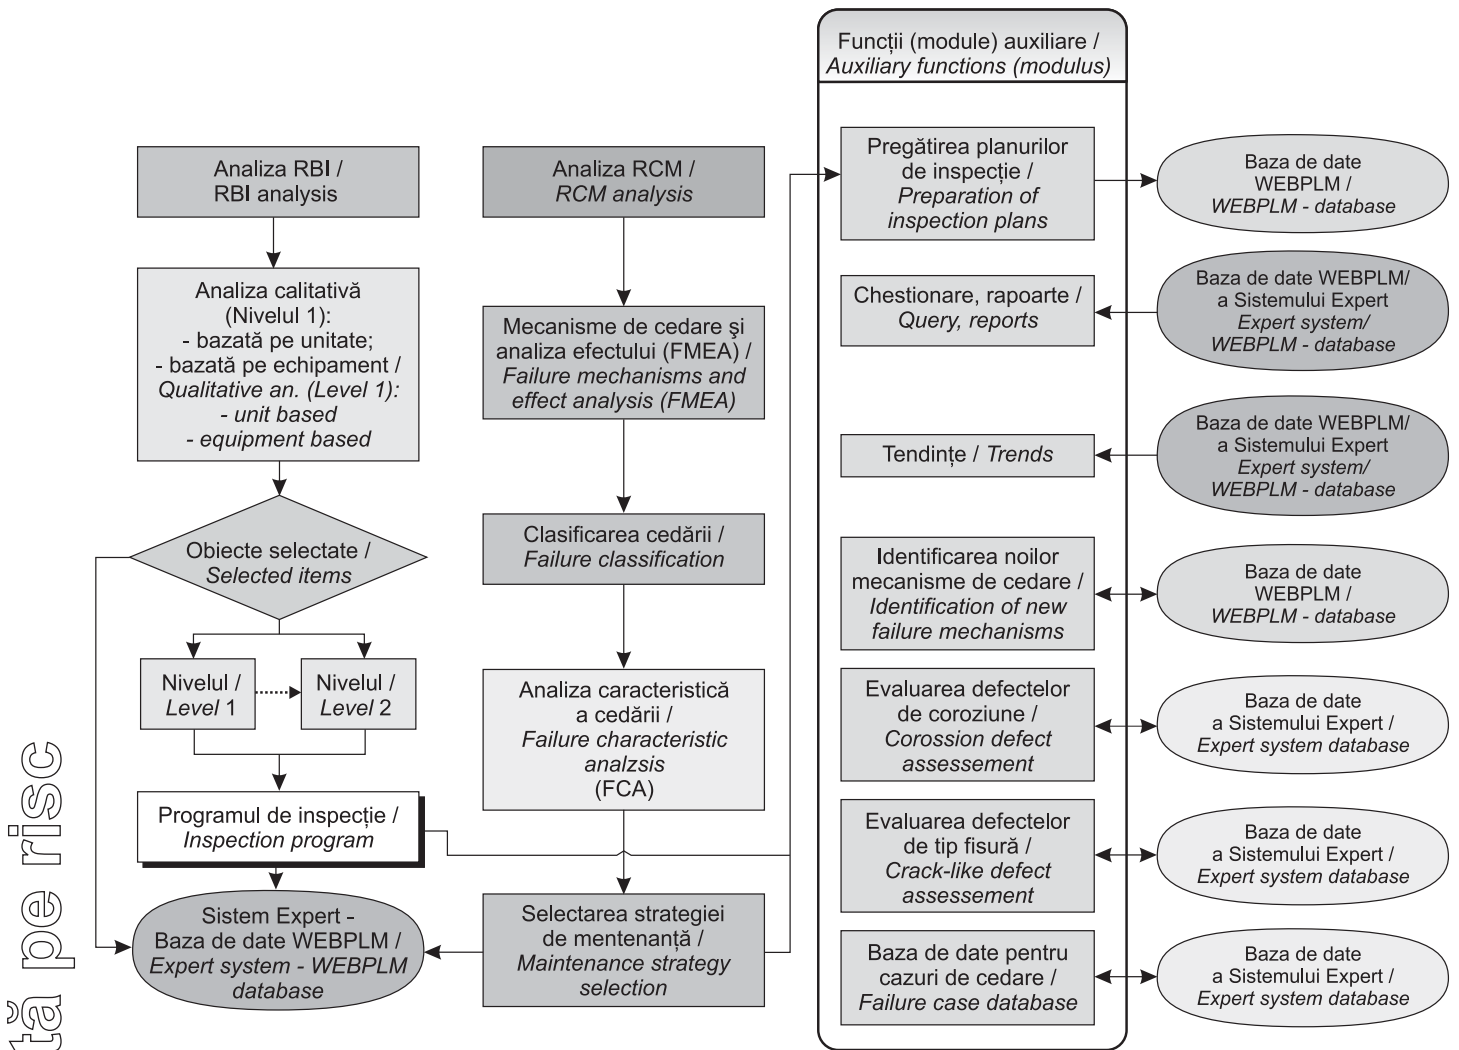 Funcții (module) auxiliare /
Auxiliary functions (modulus)
Analiza RBI /
RBI analysis
Analiza calitativă
(Nivelul 1):
- bazată pe unitate;
- bazată pe echipament /
Qualitative an. (Level 1):
- unit based
- equipment based
Obiecte selectate /
Selected items
Nivelul /
Level 1
Nivelul /
Level 2
Programul de inspecție /
Inspection program
Sistem Expert -
Baza de date WEBPLM /
Expert system - WEBPLM
database
Analiza RCM /
RCM analysis
Mecanisme de cedare şi
analiza efectului (FMEA) /
Failure mechanisms and
effect analysis (FMEA)
Clasificarea cedării /
Failure classification
Analiza caracteristică
a cedării /
Failure characteristic
analzsis
(FCA)
Selectarea strategiei
de mentenanță /
Maintenance strategy
selection
Pregătirea planurilor
de inspecție /
Preparation of
inspection plans
Baza de date
WEBPLM /
WEBPLM - database
Chestionare, rapoarte /
Query, reports
Baza de date WEBPLM/
a Sistemului Expert
Expert system/
WEBPLM - database
Tendințe / Trends
Baza de date WEBPLM/
a Sistemului Expert
Expert system/
WEBPLM - database
Identificarea noilor
mecanisme de cedare /
Identification of new
failure mechanisms
Baza de date
WEBPLM /
WEBPLM - database
Evaluarea defectelor
de coroziune /
Corossion defect
assessement
Baza de date
a Sistemului Expert /
Expert system database
Evaluarea defectelor
de tip fisură /
Crack-like defect
assessement
Baza de date
a Sistemului Expert /
Expert system database
Baza de date pentru
cazuri de cedare /
Failure case database
Baza de date
a Sistemului Expert /
Expert system database
tă pe risc